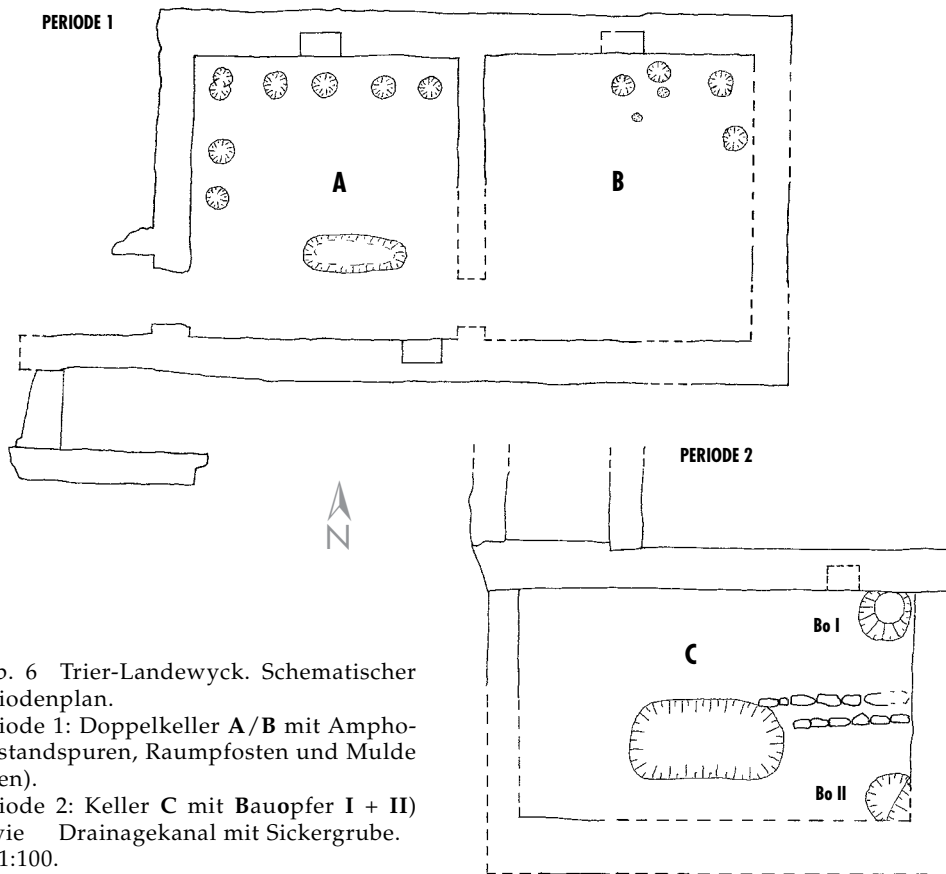 PERIODE 1
A
B
N
PERIODE 2
Bo I
C
Bo II
b. 6 Trier-Landewyck. Schematischer
iodenplan.
iode 1: Doppelkeller A/B mit Ampho-
standspuren, Raumpfosten und Mulde
en).
iode 2: Keller C mit Bauopfer I + II)
wie Drainagekanal mit Sickergrube.
1:100.